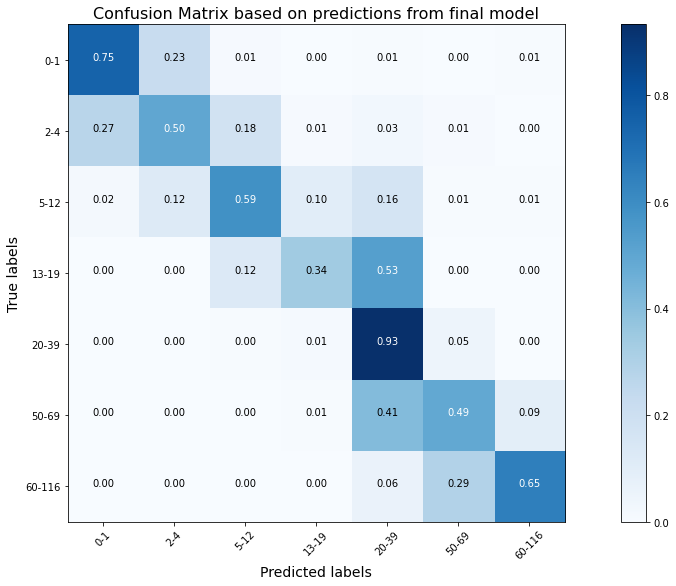 Confusion Matrix based on predictions from final model
True labels
0-1 0.75 0.23 0.01 0.00 0.01 0.00 0.01
2-4 0.27 0.50 0.18 0.01 0.03 0.01 0.00
5-12 0.02 0.12 0.59 0.10 0.16 0.01 0.01
13-19 0.00 0.00 0.12 0.34 0.53 0.00 0.00
20-39 0.00 0.00 0.00 0.01 0.93 0.05 0.00
50-69 0.00 0.00 0.00 0.01 0.41 0.49 0.09
60-116 0.00 0.00 0.00 0.00 0.06 0.29 0.65
0-1 2-4 5-12 13-19 20-39 50-69 60-116
Predicted labels
0.8
0.6
0.4
0.2
0.0